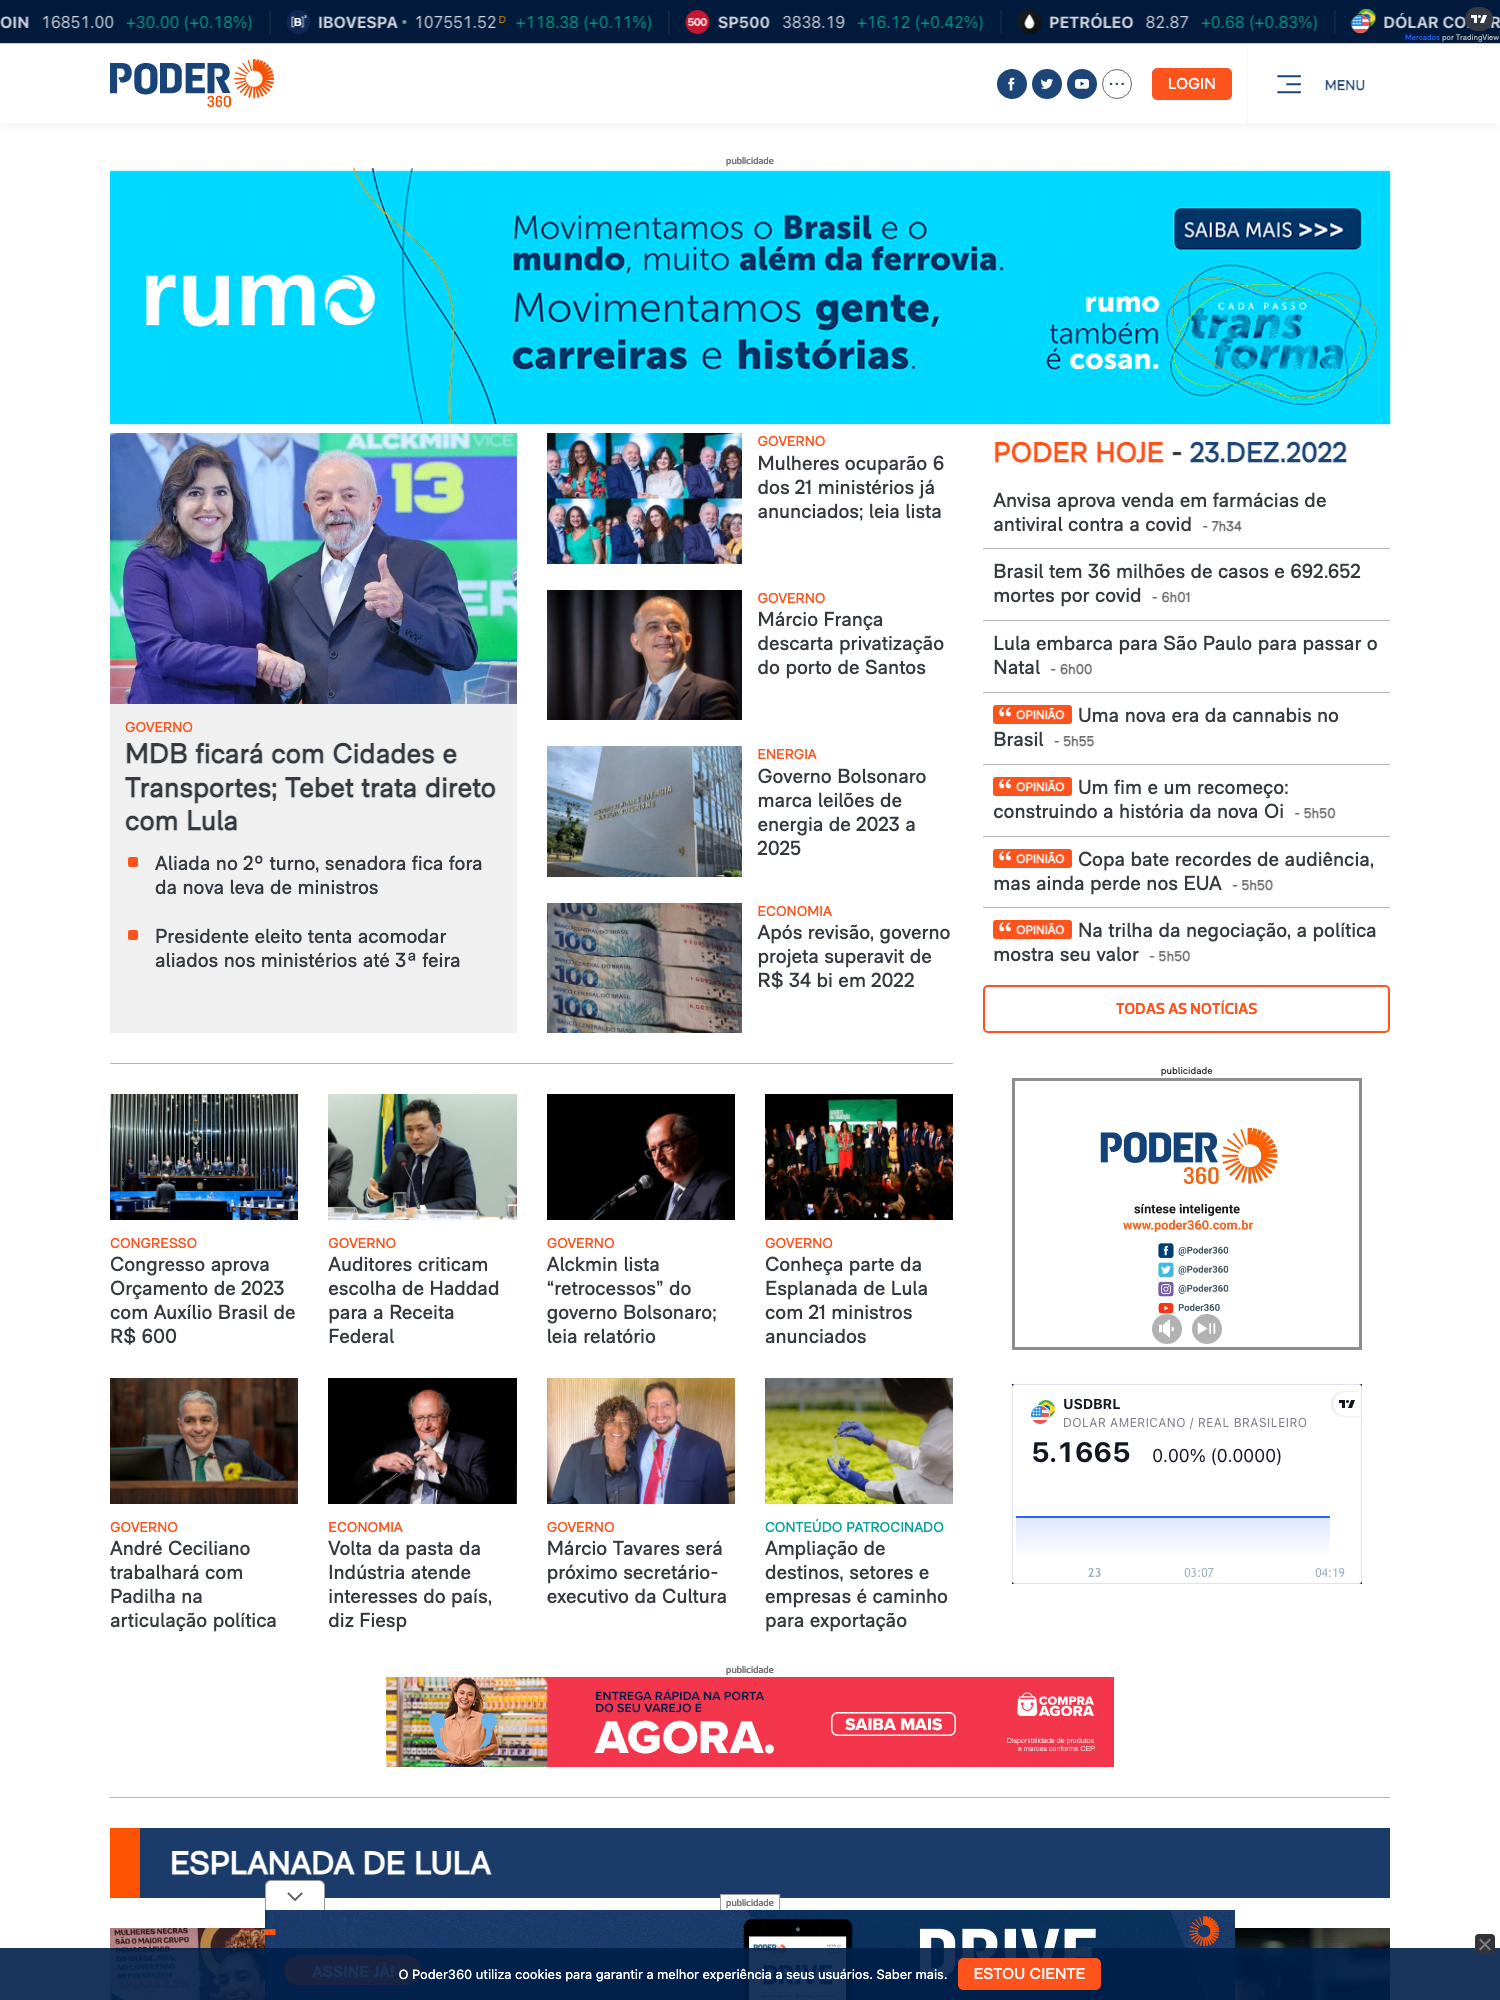 OIN 16851.00 +30.00 (+0.18%) IBOVESPA • 107551.52 D +118.38 (+0.11%) 500 SP500 3838.19 +16.12 (+0.42%) PETRÓLEO 82.87 +0.68 (+0.83%) DÓLAR CO
Mercados por TradingView
PODER 360
LOGIN
MENU
publicidade
rumo
Movimentamos o Brasil e o
mundo, muito além da ferrovia.
Movimentamos gente,
carreiras e histórias.
SAIBA MAIS >>>
rumo
também
é cosan.
CADA PASSO
trans
forma
ALCKMIN VICE
13
GOVERNO
MDB ficará com Cidades e
Transportes; Tebet trata direto
com Lula
Aliada no 2º turno, senadora fica fora
da nova leva de ministros
Presidente eleito tenta acomodar
aliados nos ministérios até 3ª feira
GOVERNO
Mulheres ocuparão 6
dos 21 ministérios já
anunciados; leia lista
GOVERNO
Márcio França
descarta privatização
do porto de Santos
ENERGIA
Governo Bolsonaro
marca leilões de
energia de 2023 a
2025
100
100
100
ECONOMIA
Após revisão, governo
projeta superavit de
R$ 34 bi em 2022
PODER HOJE - 23.DEZ.2022
Anvisa aprova venda em farmácias de
antiviral contra a covid - 7h34
Brasil tem 36 milhões de casos e 692.652
mortes por covid - 6h01
Lula embarca para São Paulo para passar o
Natal - 6h00
“ OPINIÃO Uma nova era da cannabis no
Brasil - 5h55
“ OPINIÃO Um fim e um recomeço:
construindo a história da nova Oi - 5h50
“ OPINIÃO Copa bate recordes de audiência,
mas ainda perde nos EUA - 5h50
“ OPINIÃO Na trilha da negociação, a política
mostra seu valor - 5h50
TODAS AS NOTÍCIAS
CONGRESSO
Congresso aprova
Orçamento de 2023
com Auxílio Brasil de
R$ 600
GOVERNO
Auditores criticam
escolha de Haddad
para a Receita
Federal
GOVERNO
Alckmin lista
“retrocessos” do
governo Bolsonaro;
leia relatório
GOVERNO
Conheça parte da
Esplanada de Lula
com 21 ministros
anunciados
GOVERNO
André Ceciliano
trabalhará com
Padilha na
articulação política
ECONOMIA
Volta da pasta da
Indústria atende
interesses do país,
diz Fiesp
GOVERNO
Márcio Tavares será
próximo secretário-
executivo da Cultura
CONTEÚDO PATROCINADO
Ampliação de
destinos, setores e
empresas é caminho
para exportação
publicidade
PODER 360
síntese inteligente
www.poder360.com.br
@Poder360
@Poder360
@Poder360
Poder360
USDBRL
DOLAR AMERICANO / REAL BRASILEIRO
5.1665 0.00% (0.0000)
23 03:07 04:19
publicidade
ENTREGA RÁPIDA NA PORTA
DO SEU VAREJO É
AGORA.
SAIBA MAIS
COMPRA
AGORA
Disponibilidade de produtos
e marcas conforme CEP.
ESPLANADA DE LULA
publicidade
MULHERES NEGRAS
SÃO O MAIOR GRUPO
PODER
DRIVE
DRIVE
ASSINE JÁ!
O Poder360 utiliza cookies para garantir a melhor experiência a seus usuários. Saber mais.
ESTOU CIENTE